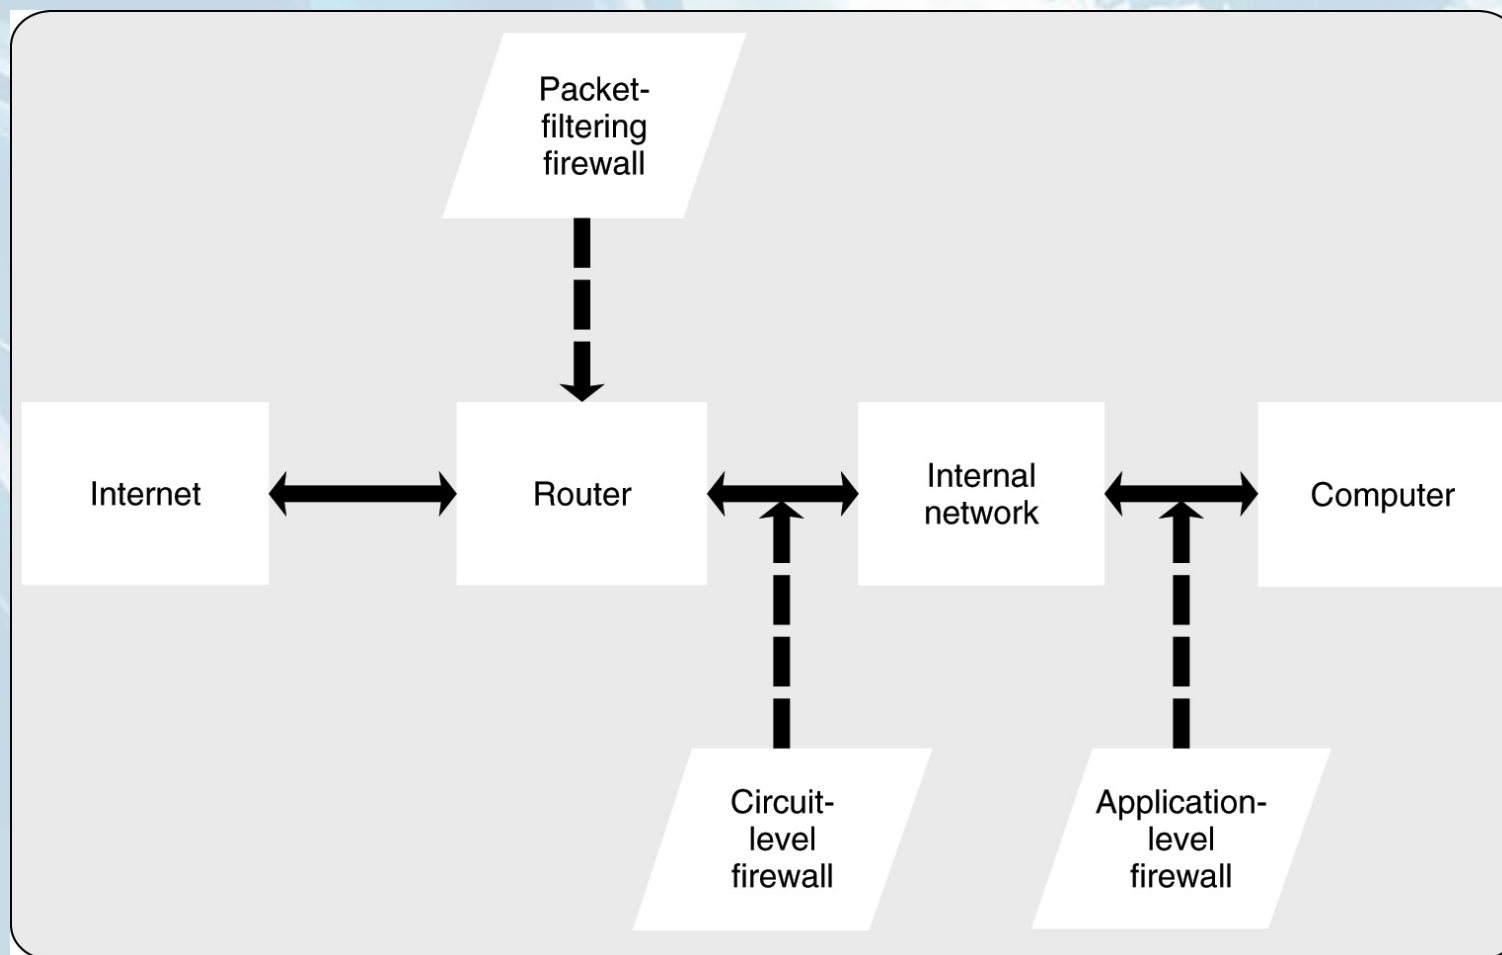 Packet-
filtering
firewall
Internet
Router
Internal
network
Computer
Circuit-
level
firewall
Application-
level
firewall